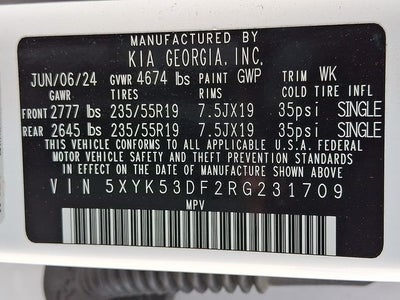 MANUFACTURED BY
KIA GEORGIA, INC.
JUN/06/24 GVWR 4674 lbs PAINT GWP TRIM WK
GAWR TIRES RIMS COLD TIRE INFL
FRONT 2777 lbs 235/55R19 7.5JX19 35psi SINGLE
REAR 2645 lbs 235/55R19 7.5JX19 35psi SINGLE
THIS VEHICLE CONFORMS TO ALL APPLICABLE U.S.A. FEDERAL
MOTOR VEHICLE SAFETY AND THEFT PREVENTION STANDARDS
IN EFFECT ON THE DATE OF MANUFACTURE SHOWN ABOVE
VIN 5XYK53DF2RG231709
MPV